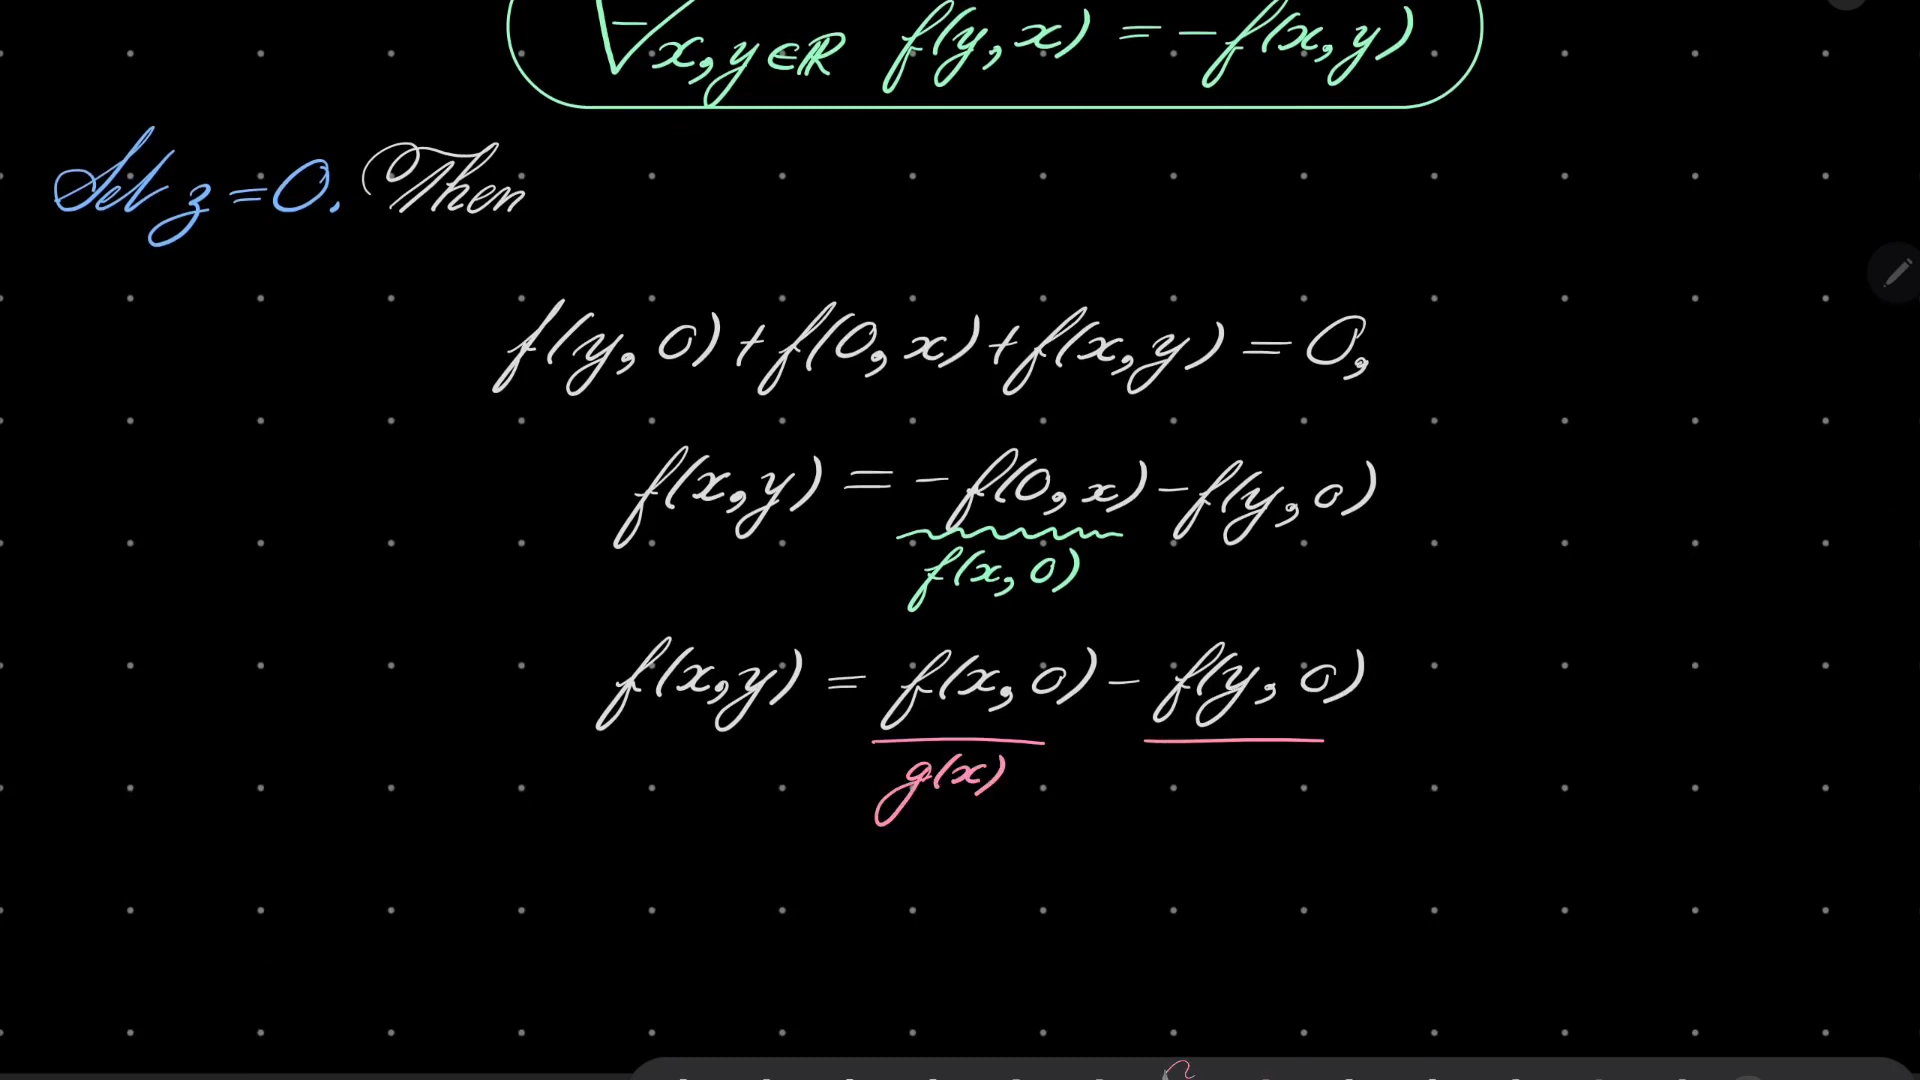 ∀x,y∈ℝ f(y,x) = -f(x,y)
Set z=0. Then
f(y,0)+f(0,x)+f(x,y)=0,
f(x,y) = -f(0,x)-f(y,0)
f(x,0)
f(x,y) = f(x,0)-f(y,0)
g(x)